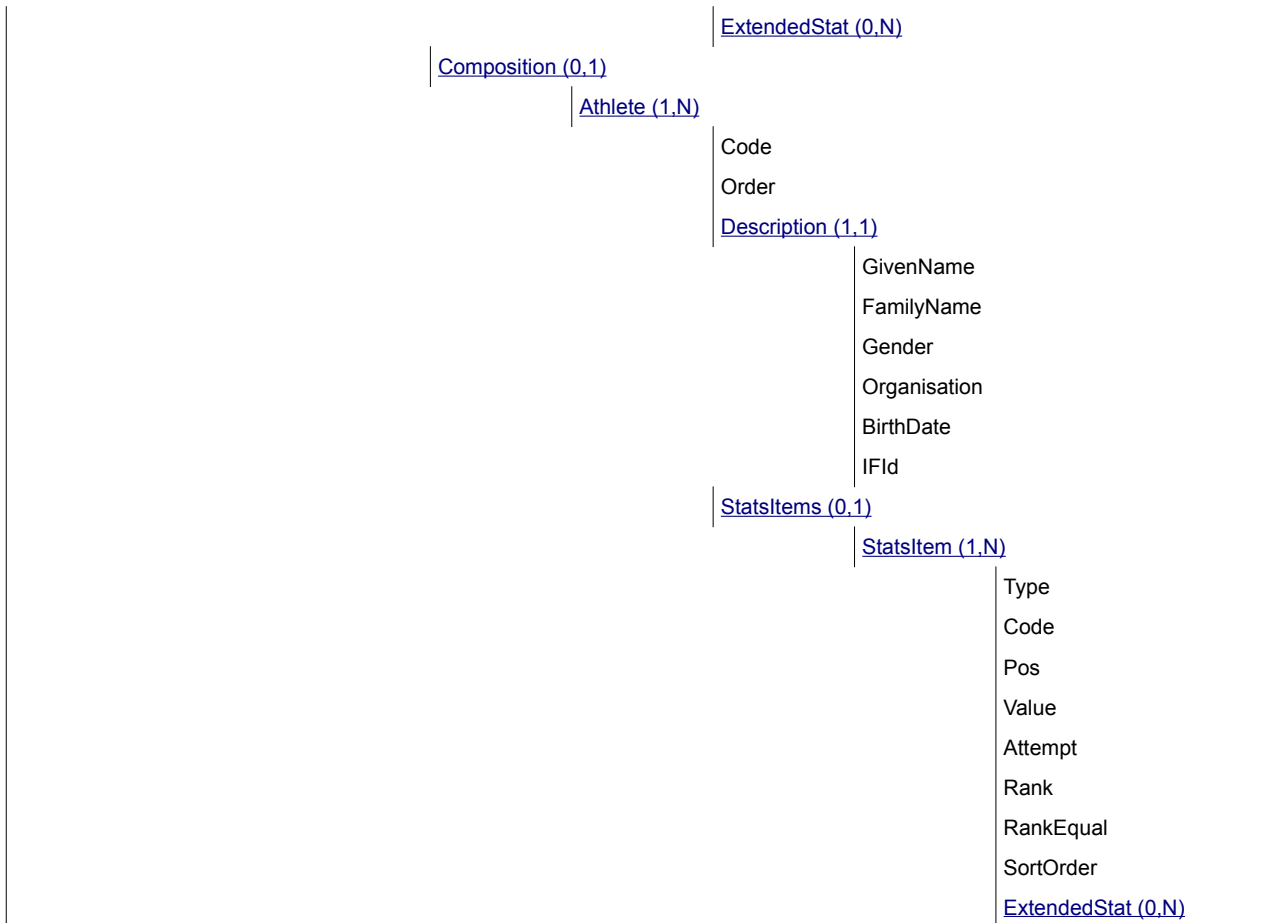 ExtendedStat (0,N)
Composition (0,1)
Athlete (1,N)
Code
Order
Description (1,1)
GivenName
FamilyName
Gender
Organisation
BirthDate
IFId
StatsItems (0,1)
StatsItem (1,N)
Type
Code
Pos
Value
Attempt
Rank
RankEqual
SortOrder
ExtendedStat (0,N)